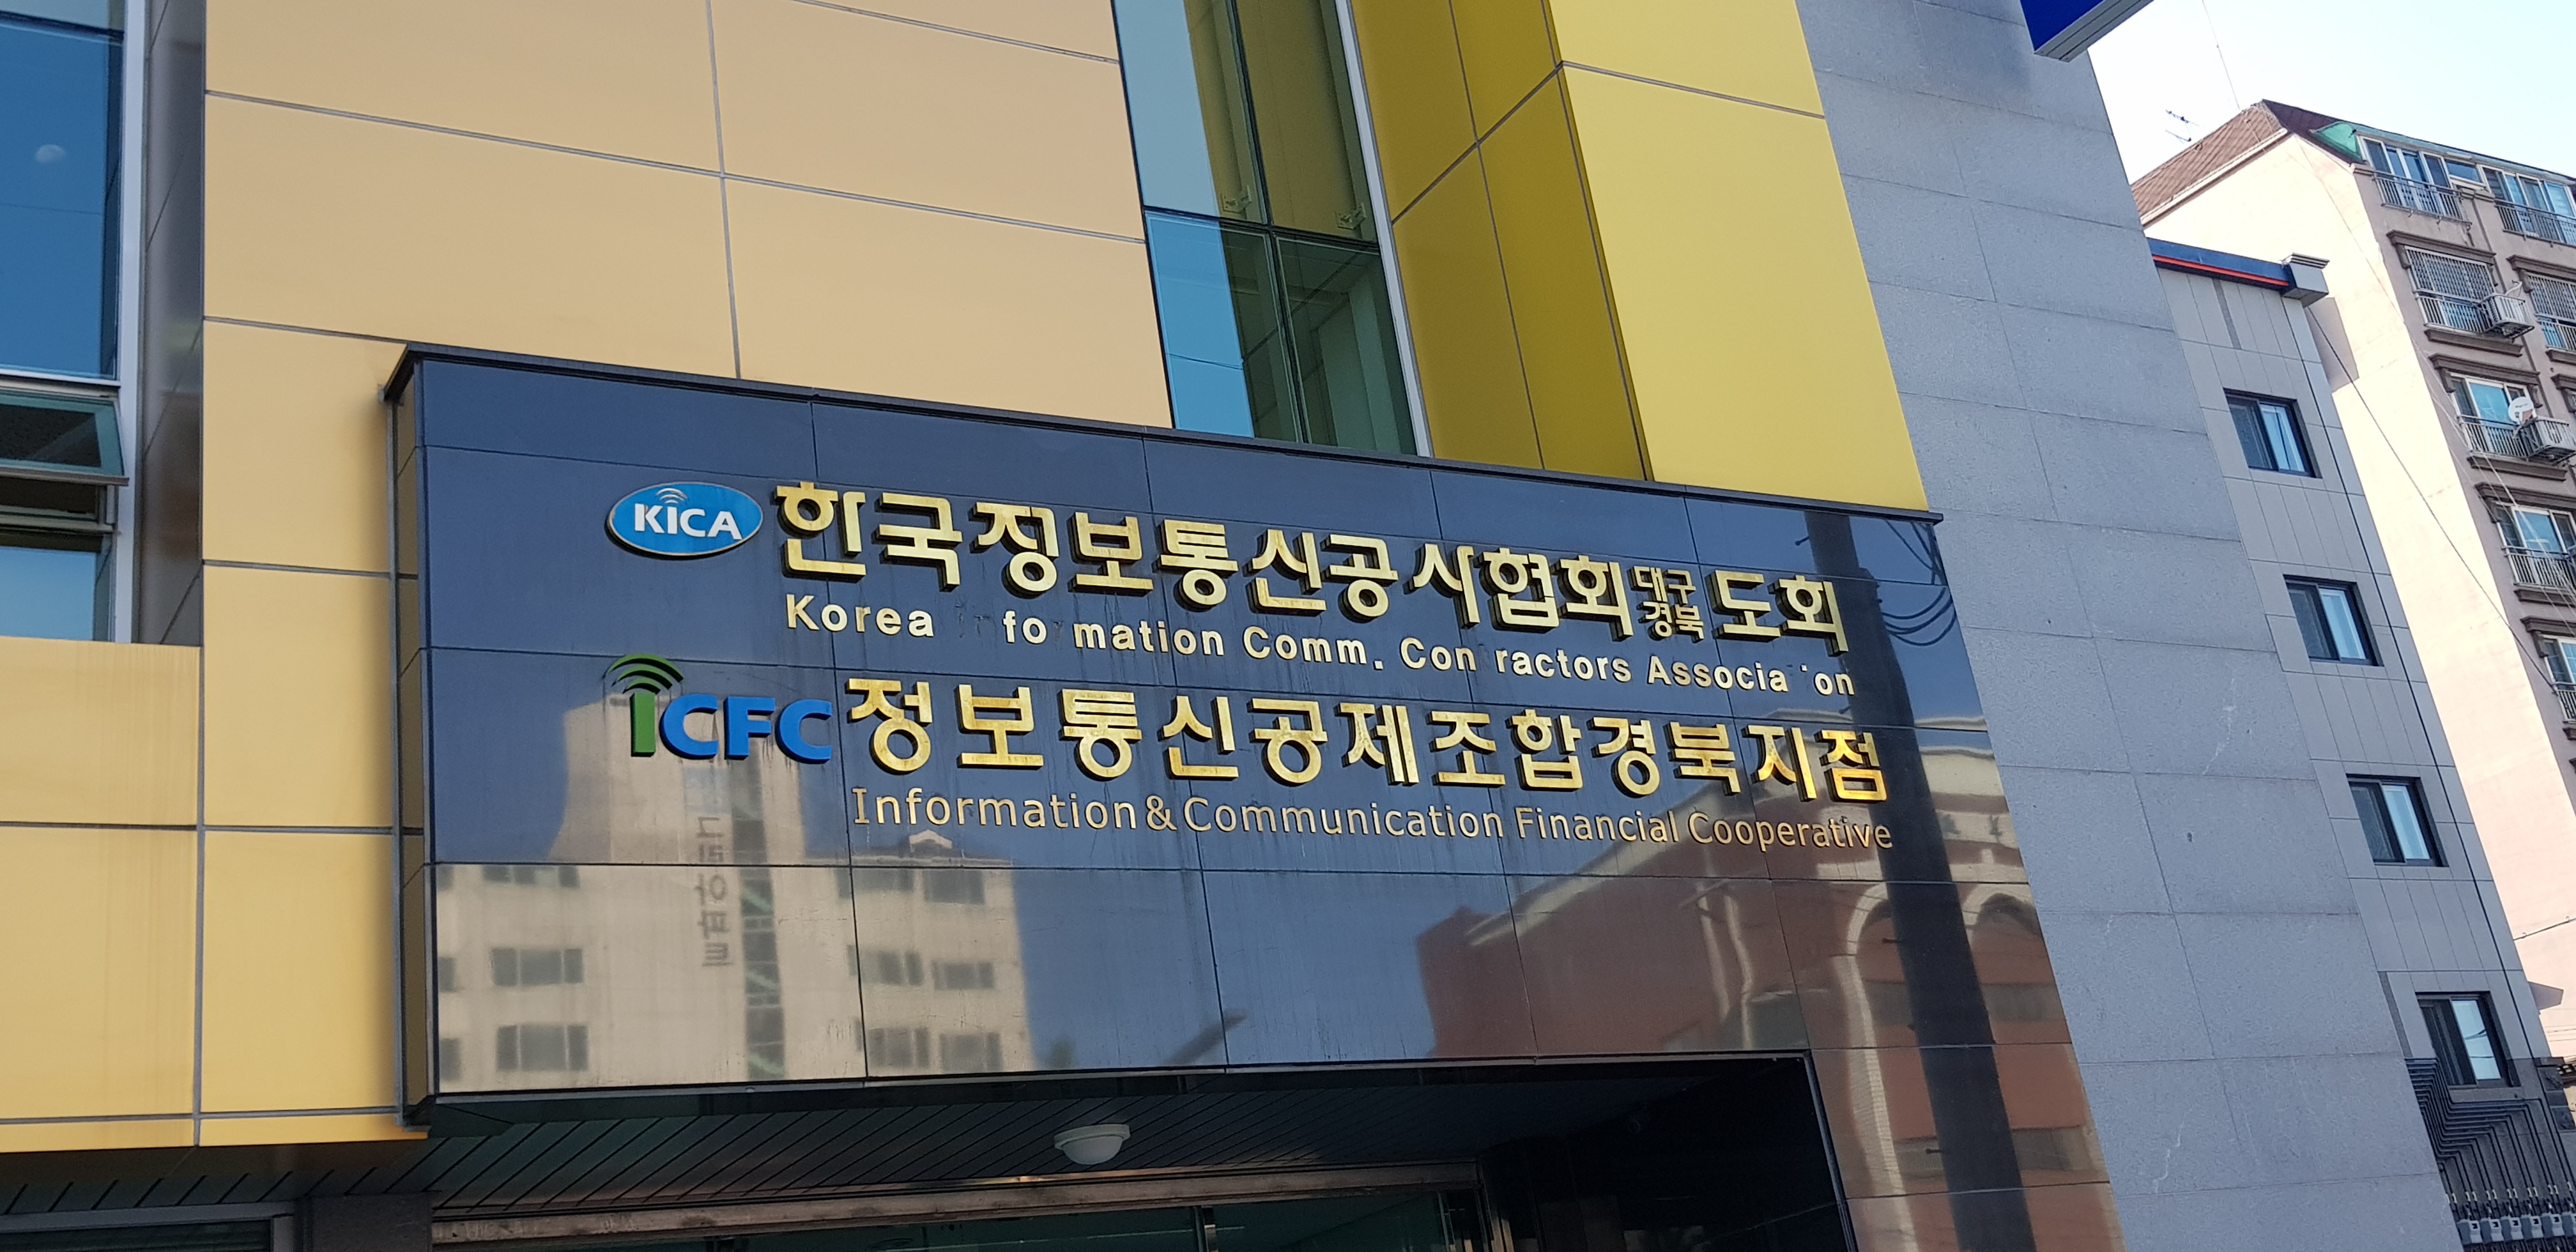 KICA 한국정보통신공사협회 대구경북 도회
Korea fo mation Comm. Con ractors Associa on
iCFC 정보통신공제조합경북지점
Information&Communication Financial Cooperative